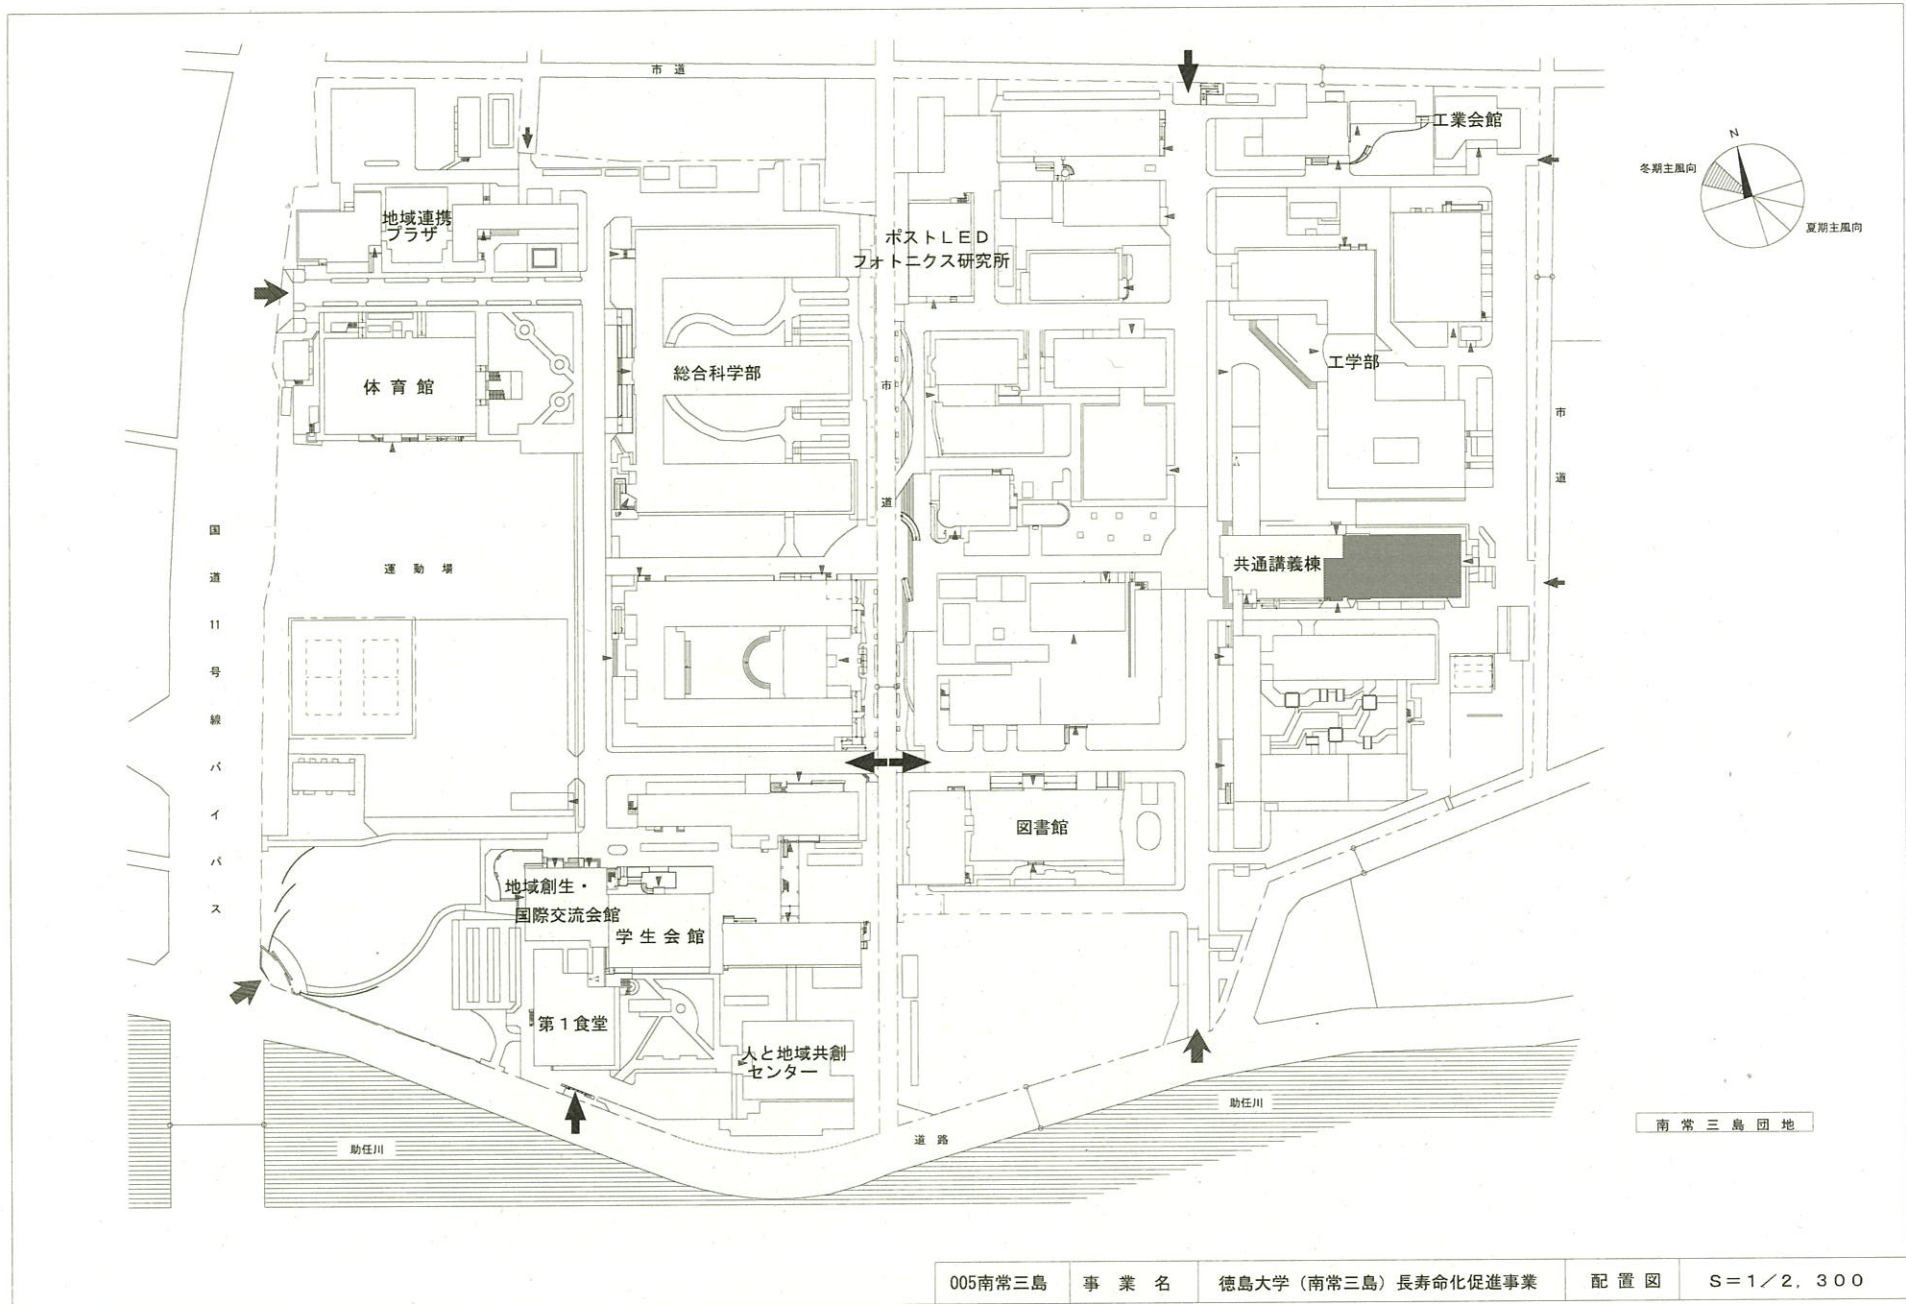 市 道
工業会館
N
冬期主風向
夏期主風向
地域連携
プラザ
ポストLED
フォトニクス研究所
工学部
体 育 館
総合科学部
市
道
市
道
国
道
11
号
線
バ
イ
パ
ス
運 動 場
共通講義棟
UP
図書館
地域創生・
国際交流会館
学 生 会 館
第1食堂
人と地域共創
センター
助任川
道 路
助任川
南 常 三 島 団 地
005南常三島 事 業 名 徳島大学(南常三島)長寿命化促進事業 配 置 図 S=1/2,300